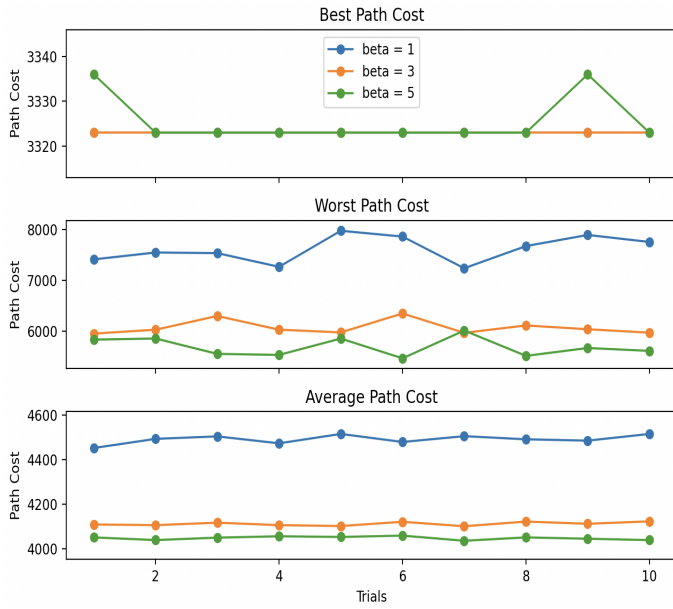 Best Path Cost
Path Cost
3340
3330
3320
beta = 1
beta = 3
beta = 5
Worst Path Cost
Path Cost
8000
7000
6000
Average Path Cost
Path Cost
4600
4400
4200
4000
2 4 6 8 10
Trials